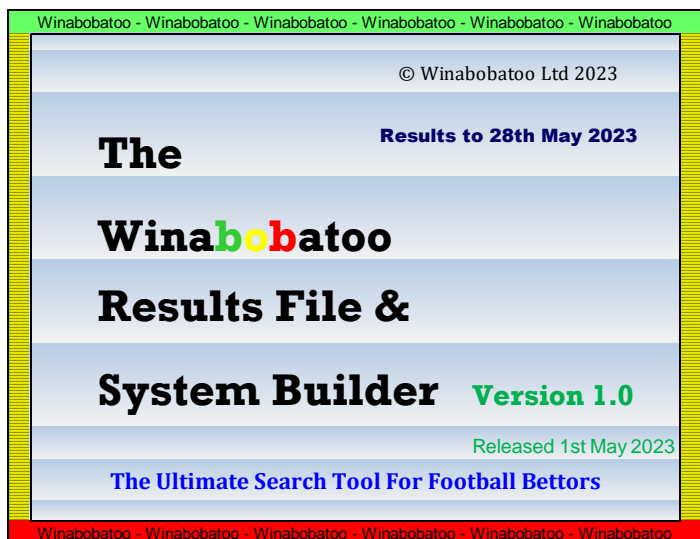 Winabobatoo - Winabobatoo - Winabobatoo - Winabobatoo - Winabobatoo - Winabobatoo
© Winabobatoo Ltd 2023
Results to 28th May 2023
The
Winabobatoo
Results File &
System Builder Version 1.0
Released 1st May 2023
The Ultimate Search Tool For Football Bettors
Winabobatoo - Winabobatoo - Winabobatoo - Winabobatoo - Winabobatoo - Winabobatoo